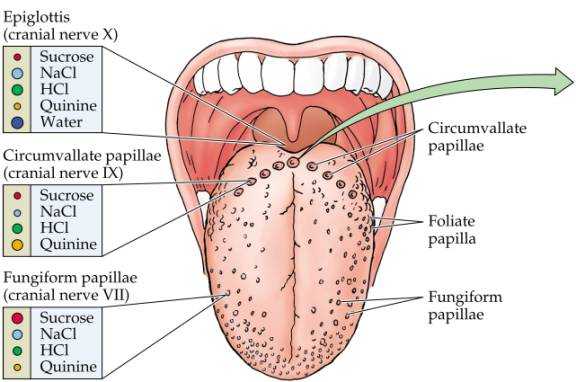 Epiglottis
(cranial nerve X)
Sucrose
NaCl
HCl
Quinine
Water
Circumvallate papillae
(cranial nerve IX)
Sucrose
NaCl
HCl
Quinine
Fungiform papillae
(cranial nerve VII)
Sucrose
NaCl
HCl
Quinine
Circumvallate
papillae
Foliate
papilla
Fungiform
papillae